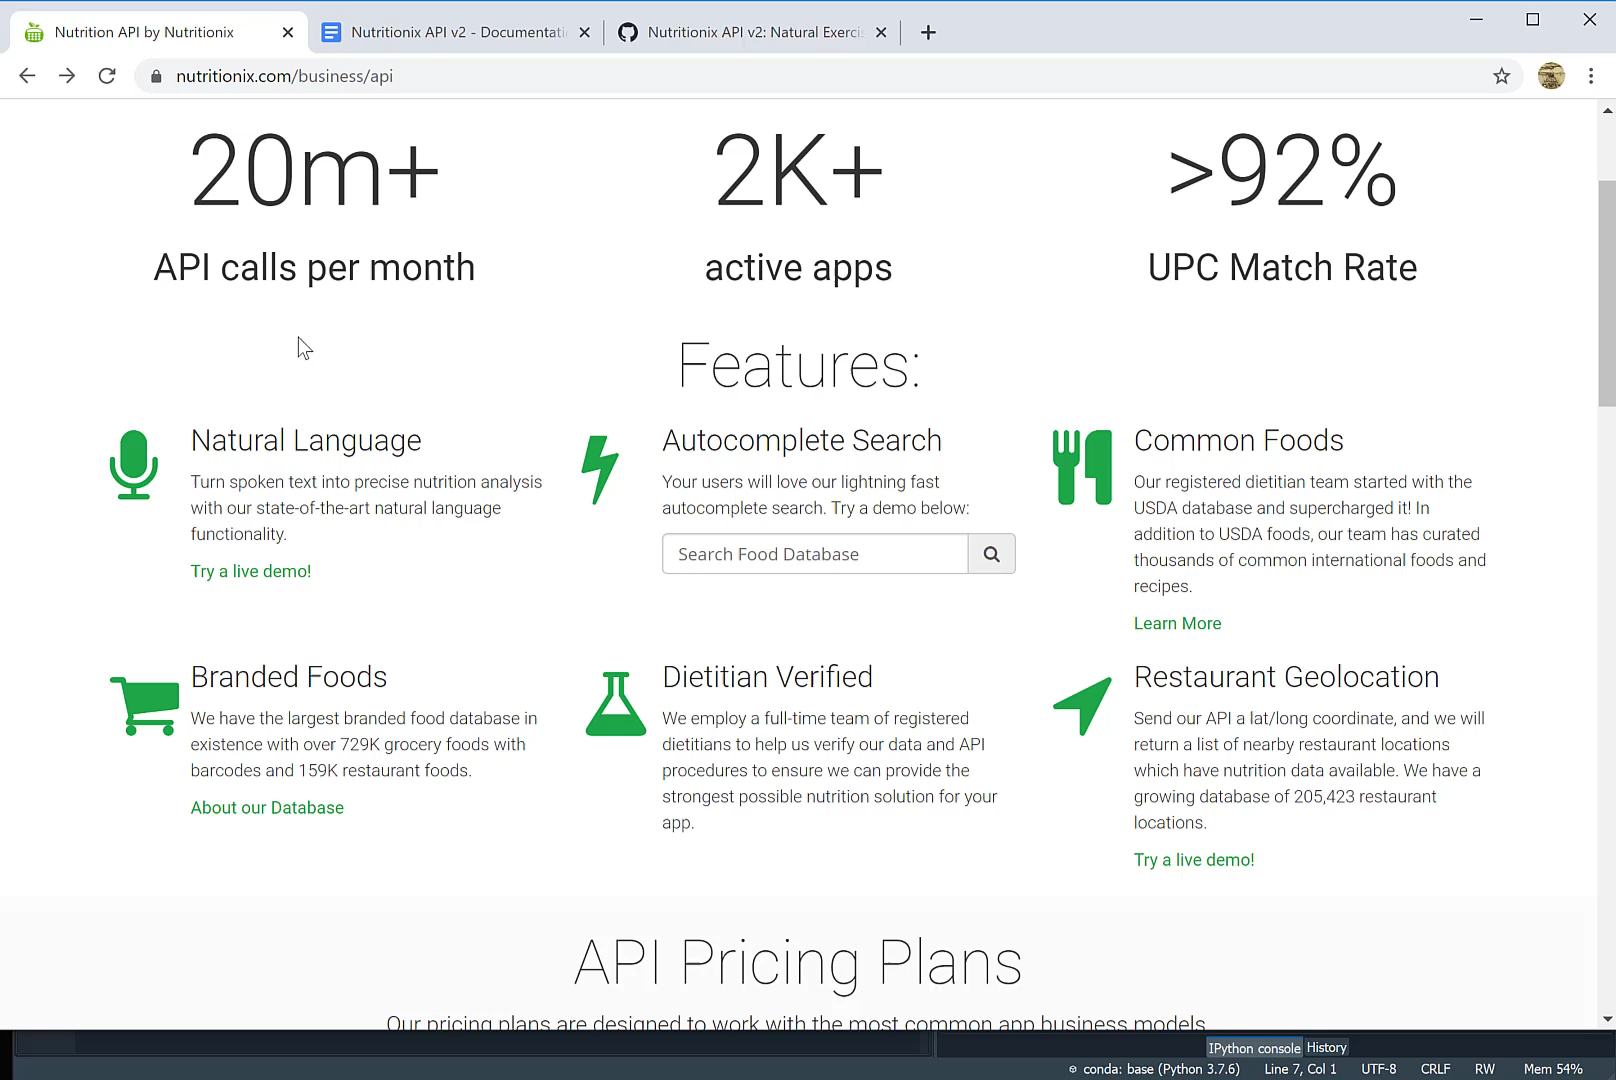 Nutrition API by Nutritionix
Nutritionix API v2 - Documentati
Nutritionix API v2: Natural Exerci
nutritionix.com/business/api
20m+
API calls per month
2K+
active apps
>92%
UPC Match Rate
Features:
Natural Language
Turn spoken text into precise nutrition analysis
with our state-of-the-art natural language
functionality.
Try a live demo!
Autocomplete Search
Your users will love our lightning fast
autocomplete search. Try a demo below:
Search Food Database
Common Foods
Our registered dietitian team started with the
USDA database and supercharged it! In
addition to USDA foods, our team has curated
thousands of common international foods and
recipes.
Learn More
Branded Foods
We have the largest branded food database in
existence with over 729K grocery foods with
barcodes and 159K restaurant foods.
About our Database
Dietitian Verified
We employ a full-time team of registered
dietitians to help us verify our data and API
procedures to ensure we can provide the
strongest possible nutrition solution for your
app.
Restaurant Geolocation
Send our API a lat/long coordinate, and we will
return a list of nearby restaurant locations
which have nutrition data available. We have a
growing database of 205,423 restaurant
locations.
Try a live demo!
API Pricing Plans
Our pricing plans are designed to work with the most common app business models
IPython console
History
conda: base (Python 3.7.6)
Line 7, Col 1
UTF-8
CRLF
RW
Mem 54%